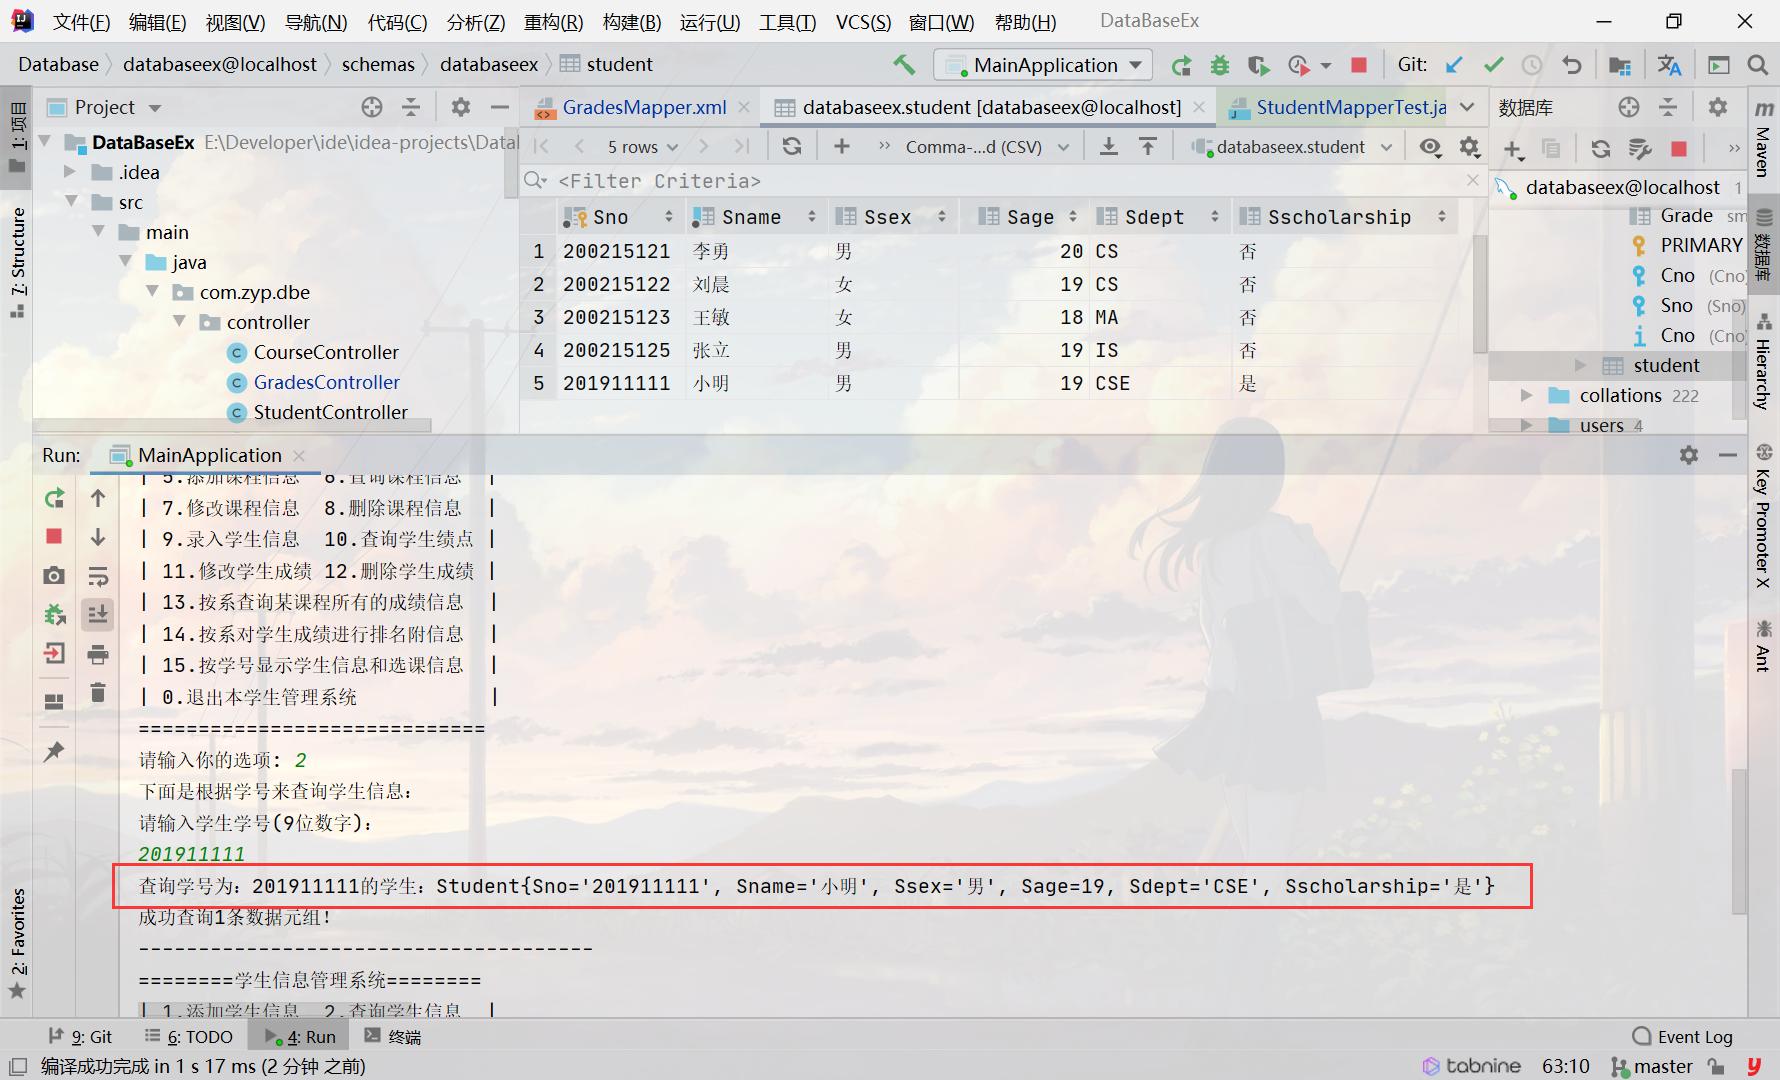 文件(F) 编辑(E) 视图(V) 导航(N) 代码(C) 分析(Z) 重构(R) 构建(B) 运行(U) 工具(T) VCS(S) 窗口(W) 帮助(H) DataBaseEx
Database databaseex@localhost schemas databaseex student MainApplication Git:
1: 项目
Project
DataBaseEx E:\Developer\ide\idea-projects\Datal
.idea
src
main
java
com.zyp.dbe
controller
CourseController
GradesController
StudentController
7: Structure
2: Favorites
GradesMapper.xml databaseex.student [databaseex@localhost] StudentMapperTest.ja
5 rows Comma-...d (CSV) databaseex.student
<Filter Criteria>
Sno Sname Ssex Sage Sdept Sscholarship
1 200215121 李勇 男 20 CS 否
2 200215122 刘晨 女 19 CS 否
3 200215123 王敏 女 18 MA 否
4 200215125 张立 男 19 IS 否
5 201911111 小明 男 19 CSE 是
数据库
databaseex@localhost 1
Grade sm
PRIMARY
Cno (Cno)
Sno (Sno)
Cno (Cno)
student
collations 222
users 4
Maven
数据库
Hierarchy
Key Promoter X
Ant
Run: MainApplication
| 5.添加课程信息 6.查询课程信息 |
| 7.修改课程信息 8.删除课程信息 |
| 9.录入学生信息 10.查询学生绩点 |
| 11.修改学生成绩 12.删除学生成绩 |
| 13.按系查询某课程所有的成绩信息 |
| 14.按系对学生成绩进行排名附信息 |
| 15.按学号显示学生信息和选课信息 |
| 0.退出本学生管理系统 |
=============================
请输入你的选项: 2
下面是根据学号来查询学生信息:
请输入学生学号(9位数字):
201911111
查询学号为: 201911111的学生: Student{Sno='201911111', Sname='小明', Ssex='男', Sage=19, Sdept='CSE', Sscholarship='是'}
成功查询1条数据元组!
--------------------------------------
========学生信息管理系统========
| 1.添加学生信息 2.查询学生信息 |
9: Git 6: TODO 4: Run 终端 Event Log
编译成功完成 in 1 s 17 ms (2 分钟 之前) tabnine 63:10 master